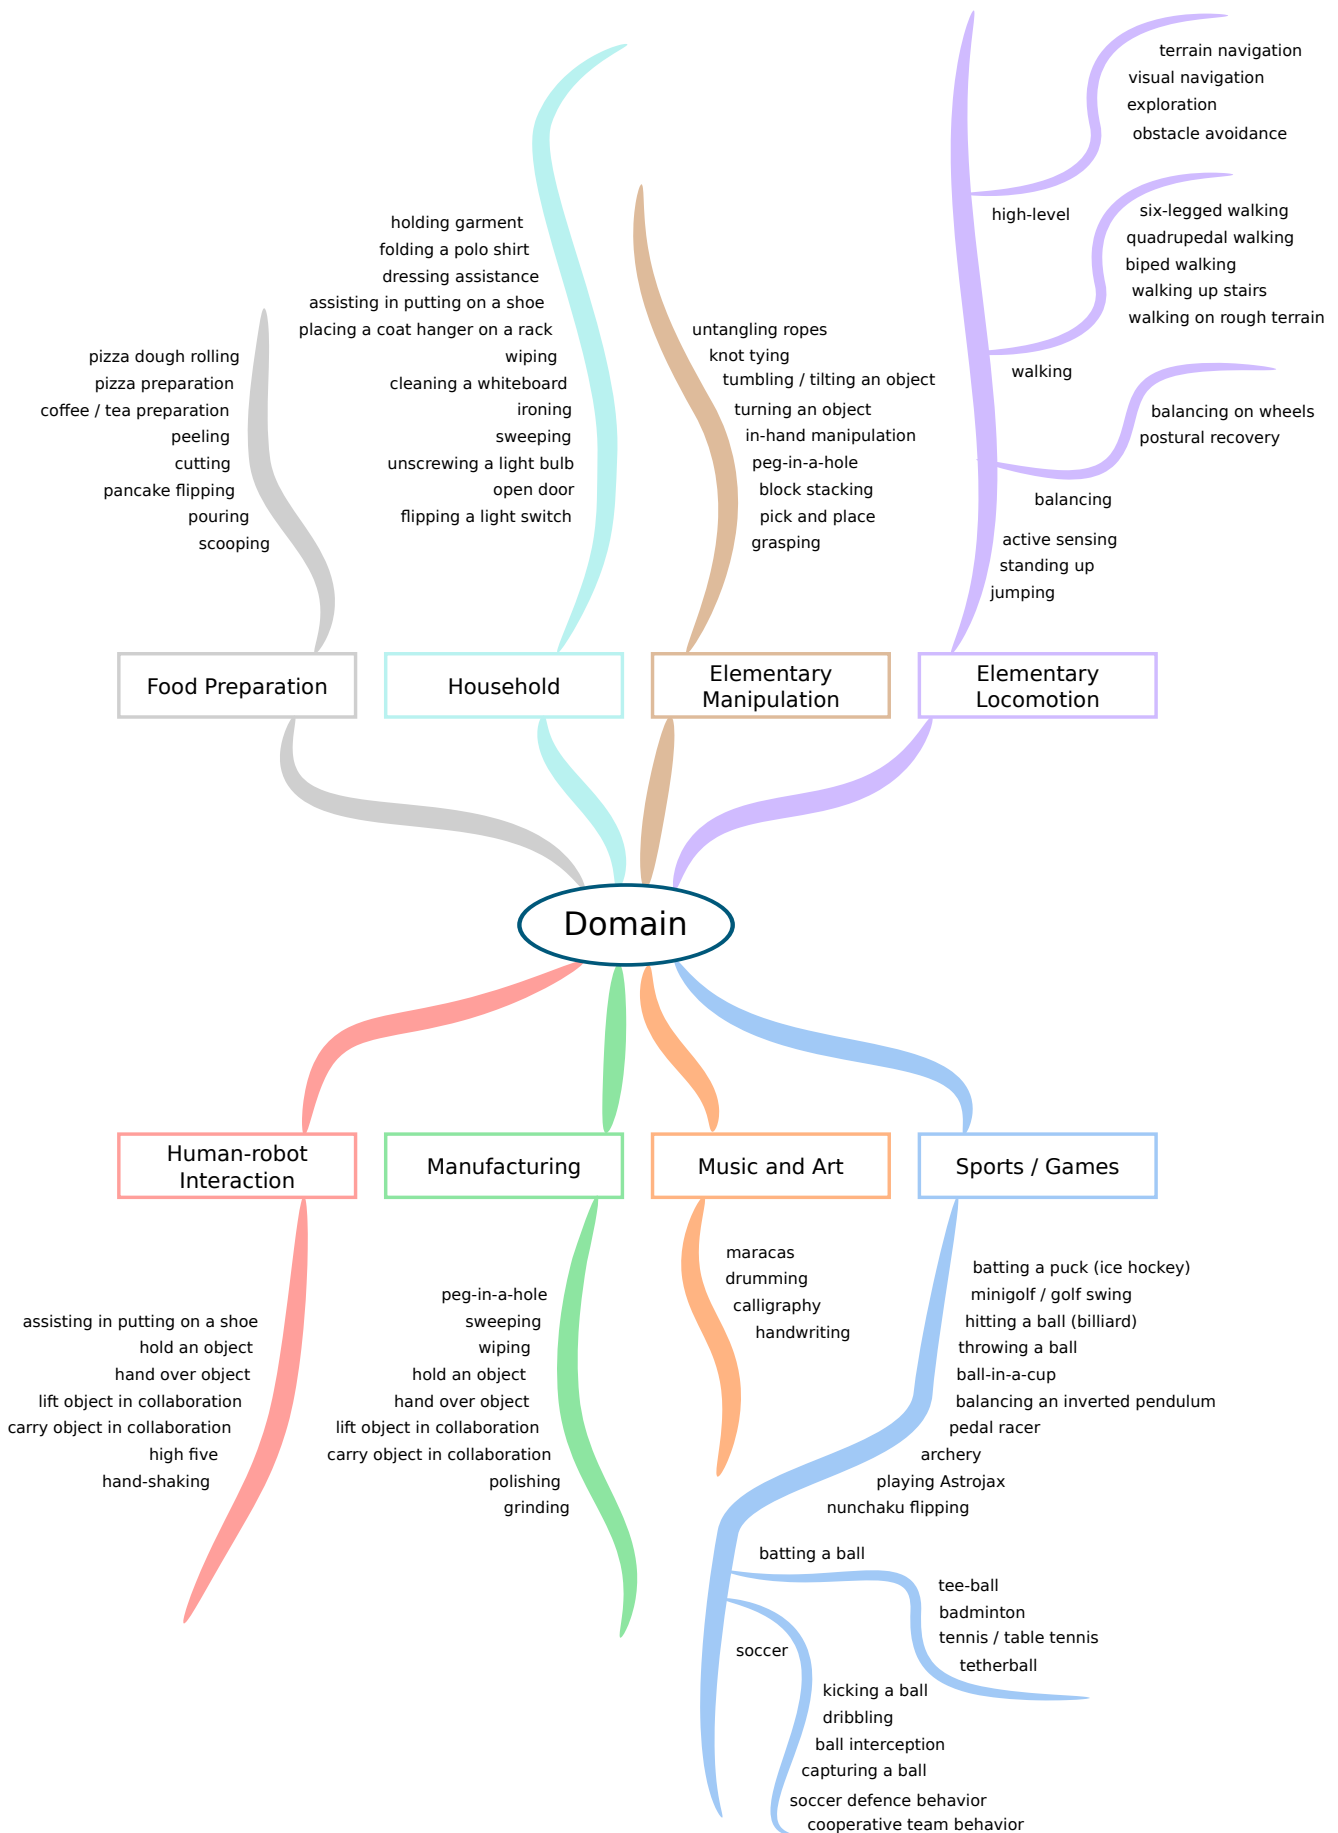 terrain navigation
visual navigation
exploration
obstacle avoidance
high-level
six-legged walking
quadrupedal walking
biped walking
walking up stairs
walking on rough terrain
walking
balancing on wheels
postural recovery
balancing
active sensing
standing up
jumping
holding garment
folding a polo shirt
dressing assistance
assisting in putting on a shoe
placing a coat hanger on a rack
wiping
cleaning a whiteboard
ironing
sweeping
unscrewing a light bulb
open door
flipping a light switch
untangling ropes
knot tying
tumbling / tilting an object
turning an object
in-hand manipulation
peg-in-a-hole
block stacking
pick and place
grasping
pizza dough rolling
pizza preparation
coffee / tea preparation
peeling
cutting
pancake flipping
pouring
scooping
Food Preparation
Household
Elementary
Manipulation
Elementary
Locomotion
Domain
Human-robot
Interaction
Manufacturing
Music and Art
Sports / Games
assisting in putting on a shoe
hold an object
hand over object
lift object in collaboration
carry object in collaboration
high five
hand-shaking
peg-in-a-hole
sweeping
wiping
hold an object
hand over object
lift object in collaboration
carry object in collaboration
polishing
grinding
maracas
drumming
calligraphy
handwriting
batting a puck (ice hockey)
minigolf / golf swing
hitting a ball (billiard)
throwing a ball
ball-in-a-cup
balancing an inverted pendulum
pedal racer
archery
playing Astrojax
nunchaku flipping
batting a ball
tee-ball
badminton
tennis / table tennis
tetherball
soccer
kicking a ball
dribbling
ball interception
capturing a ball
soccer defence behavior
cooperative team behavior